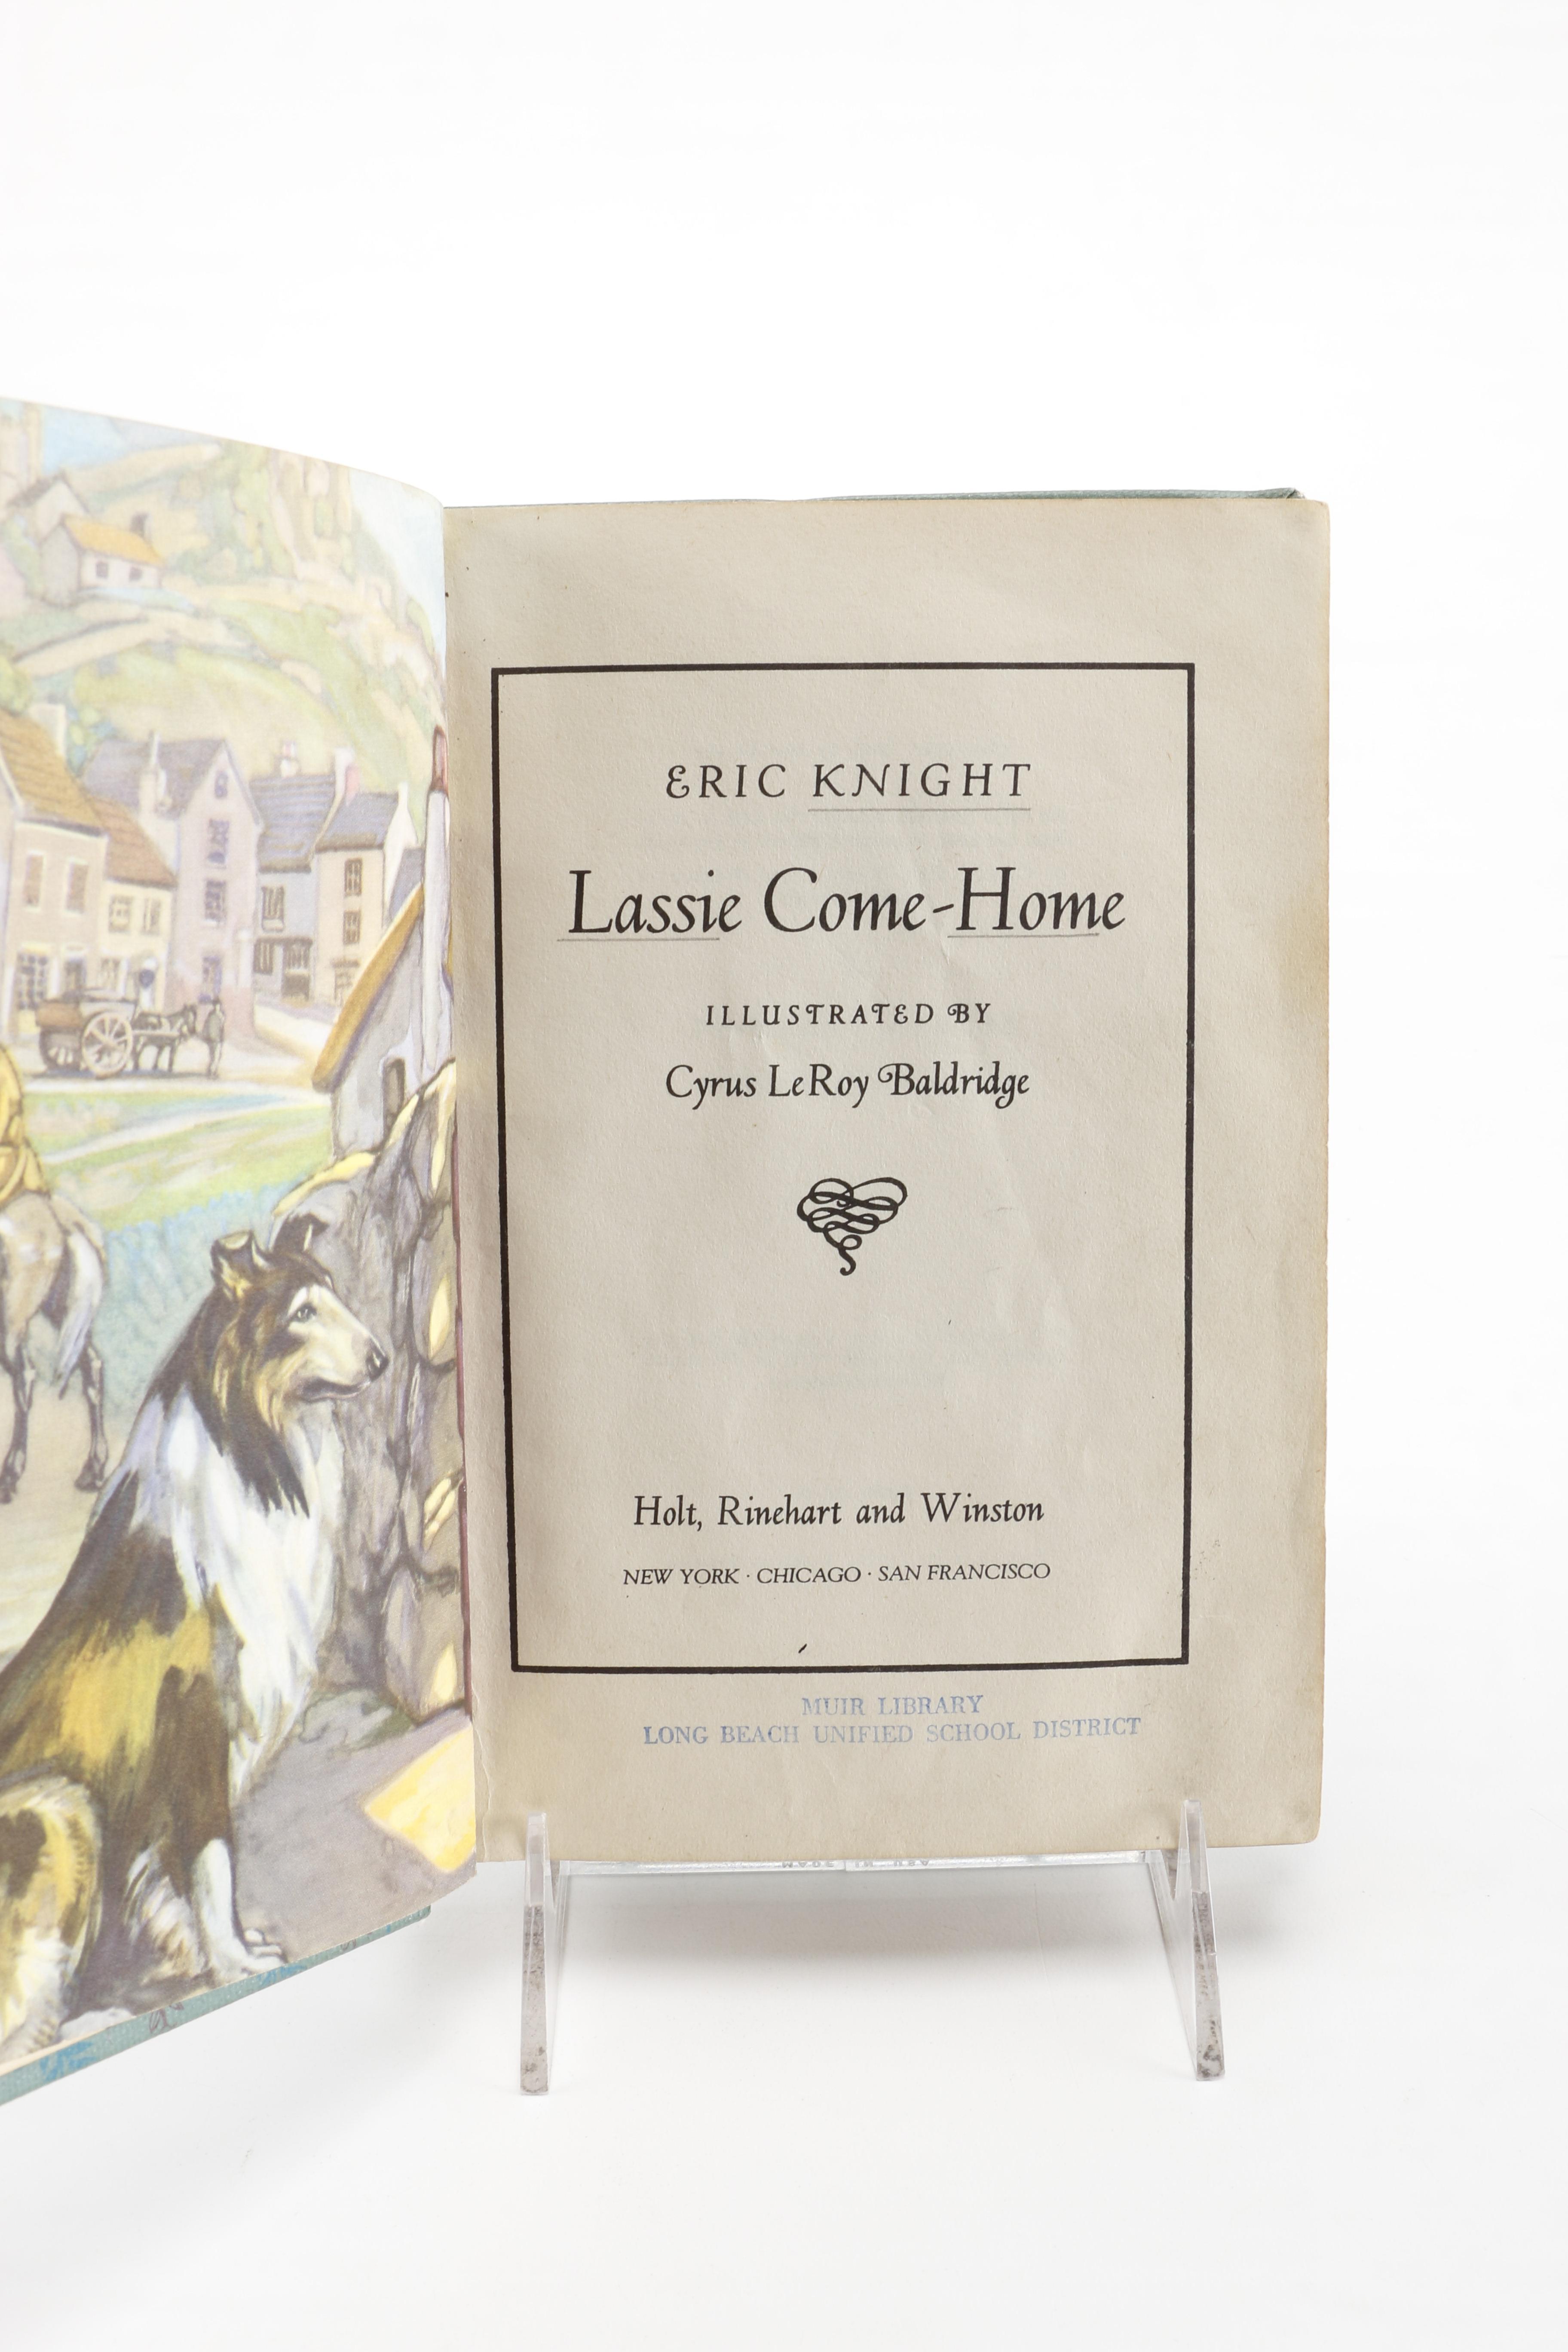 ERIC KNIGHT
Lassie Come-Home
ILLUSTRATED BY
Cyrus LeRoy Baldridge
Holt, Rinehart and Winston
NEW YORK · CHICAGO · SAN FRANCISCO
MUIR LIBRARY
LONG BEACH UNIFIED SCHOOL DISTRICT